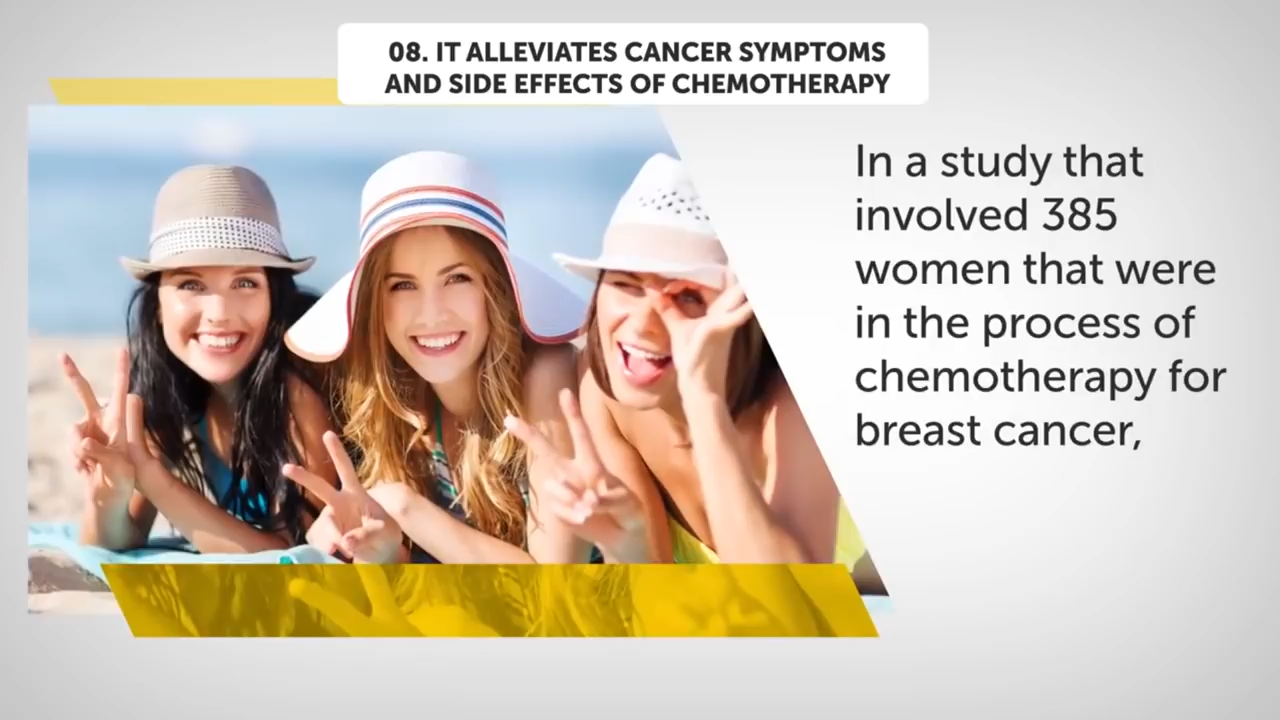 08. IT ALLEVIATES CANCER SYMPTOMS
AND SIDE EFFECTS OF CHEMOTHERAPY
In a study that
involved 385
women that were
in the process of
chemotherapy for
breast cancer,